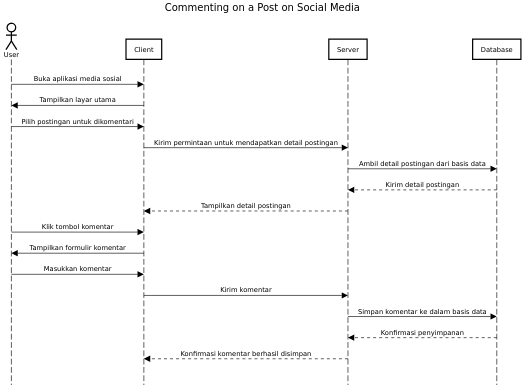 Commenting on a Post on Social Media
User
Client
Server
Database
Buka aplikasi media sosial
Tampilkan layar utama
Pilih postingan untuk dikomentari
Kirim permintaan untuk mendapatkan detail postingan
Ambil detail postingan dari basis data
Kirim detail postingan
Tampilkan detail postingan
Klik tombol komentar
Tampilkan formulir komentar
Masukkan komentar
Kirim komentar
Simpan komentar ke dalam basis data
Konfirmasi penyimpanan
Konfirmasi komentar berhasil disimpan